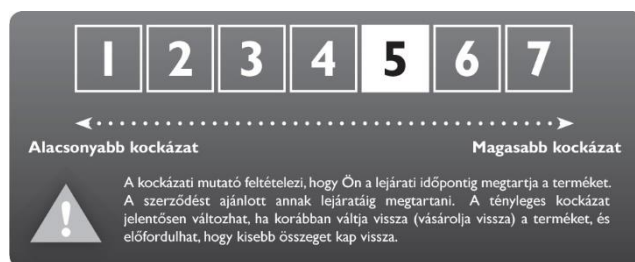 1 2 3 4 5 6 7
Alacsonyabb kockázat Magasabb kockázat
A kockázati mutató feltételezi, hogy Ön a lejárati időpontig megtartja a terméket.
A szerződést ajánlott annak lejáratáig megtartani. A tényleges kockázat
jelentősen változhat, ha korábban váltja vissza (vásárolja vissza) a terméket, és
előfordulhat, hogy kisebb összeget kap vissza.